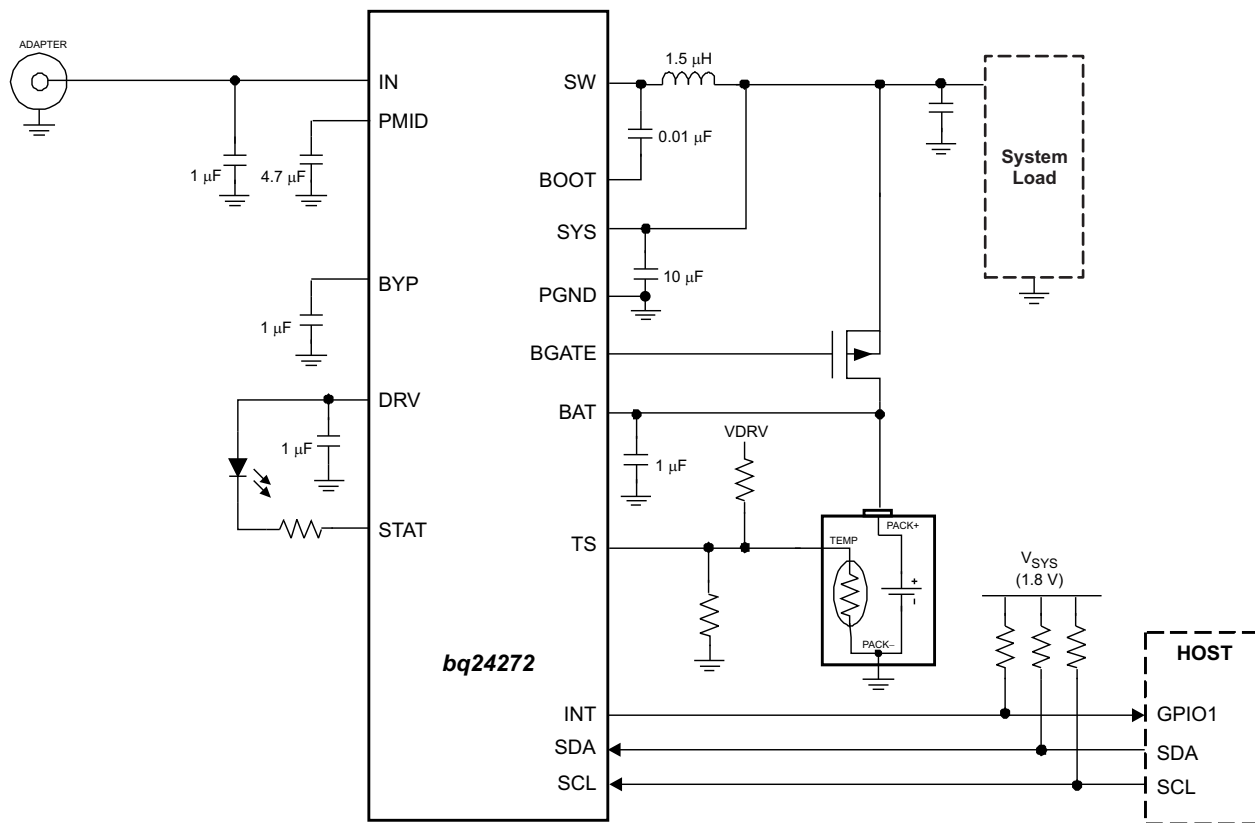 ADAPTER
IN
PMID
1 μF
4.7 μF
BYP
1 μF
DRV
1 μF
STAT
bq24272
SW
1.5 μH
0.01 μF
BOOT
SYS
10 μF
PGND
BGATE
BAT
1 μF
VDRV
TS
TEMP
PACK+
+
-
PACK–
System
Load
VSYS
(1.8 V)
HOST
INT
GPIO1
SDA
SDA
SCL
SCL